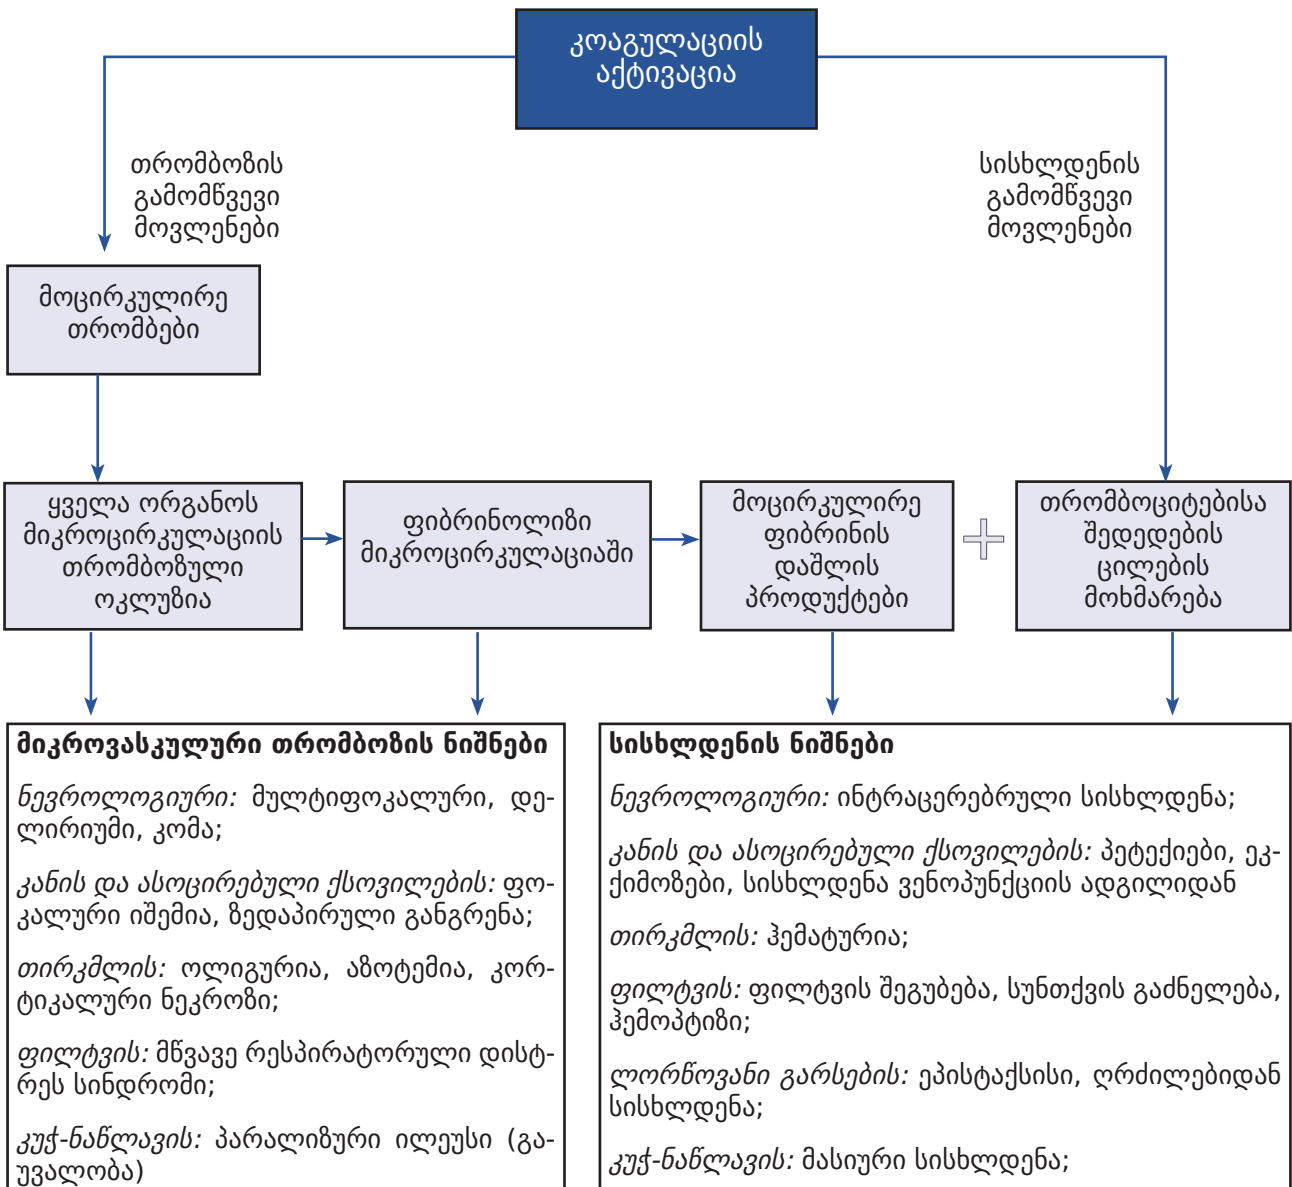 კოაგულაციის
აქტივაცია
თრომბოზის
გამომწვევი
მოვლენები
სისხლდენის
გამომწვევი
მოვლენები
მოცირკულირე
თრომბები
ყველა ორგანოს
მიკროცირკულაციის
თრომბოზული
ოკლუზია
ფიბრინოლიზი
მიკროცირკულაციაში
მოცირკულირე
ფიბრინის
დაშლის
პროდუქტები
+
თრომბოციტებისა
შედედების
ცილების
მოხმარება
მიკროვასკულური თრომბოზის ნიშნები
ნევროლოგიური: მულტიფოკალური, დე-
ლირიუმი, კომა;
კანის და ასოცირებული ქსოვილების: ფო-
კალური იშემია, ზედაპირული განგრენა;
თირკმლის: ოლიგურია, აზოტემია, კორ-
ტიკალური ნეკროზი;
ფილტვის: მწვავე რესპირატორული დისტ-
რეს სინდრომი;
კუჭ-ნაწლავის: პარალიზური ილეუსი (გა-
უვალობა)
სისხლდენის ნიშნები
ნევროლოგიური: ინტრაცერებრული სისხლდენა;
კანის და ასოცირებული ქსოვილების: პეტექიები, ეკ-
ქიმოზები, სისხლდენა ვენოპუნქციის ადგილიდან
თირკმლის: ჰემატურია;
ფილტვის: ფილტვის შეგუბება, სუნთქვის გაძნელება,
ჰემოპტიზი;
ლორწოვანი გარსების: ეპისტაქსისი, ღრძილებიდან
სისხლდენა;
კუჭ-ნაწლავის: მასიური სისხლდენა;